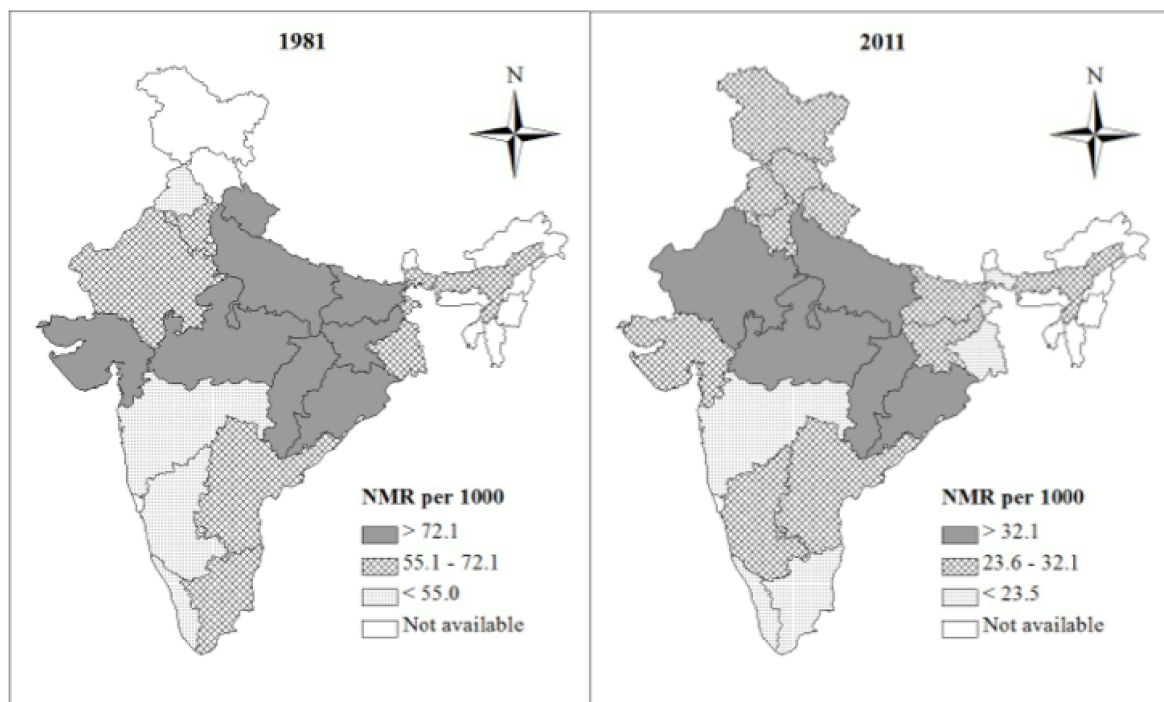 1981
N
NMR per 1000
> 72.1
55.1 - 72.1
< 55.0
Not available
2011
N
NMR per 1000
> 32.1
23.6 - 32.1
< 23.5
Not available